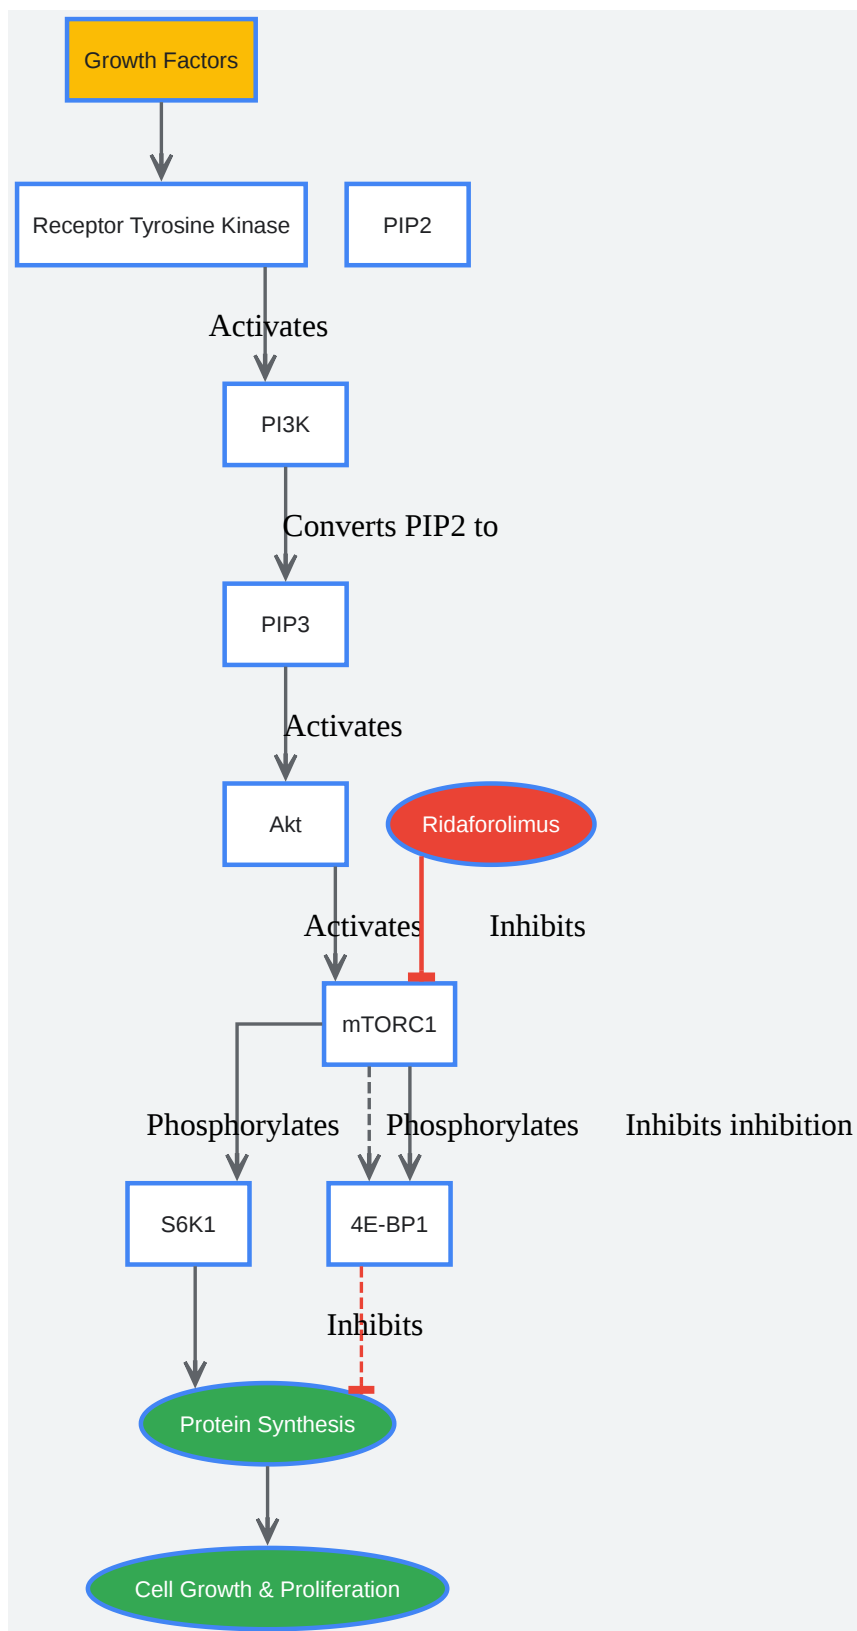 Growth Factors
Receptor Tyrosine Kinase
PIP2
Activates
PI3K
Converts PIP2 to
PIP3
Activates
Akt
Ridaforolimus
Activates
Inhibits
mTORC1
Phosphorylates
Phosphorylates
Inhibits inhibition
S6K1
4E-BP1
Inhibits
Protein Synthesis
Cell Growth & Proliferation